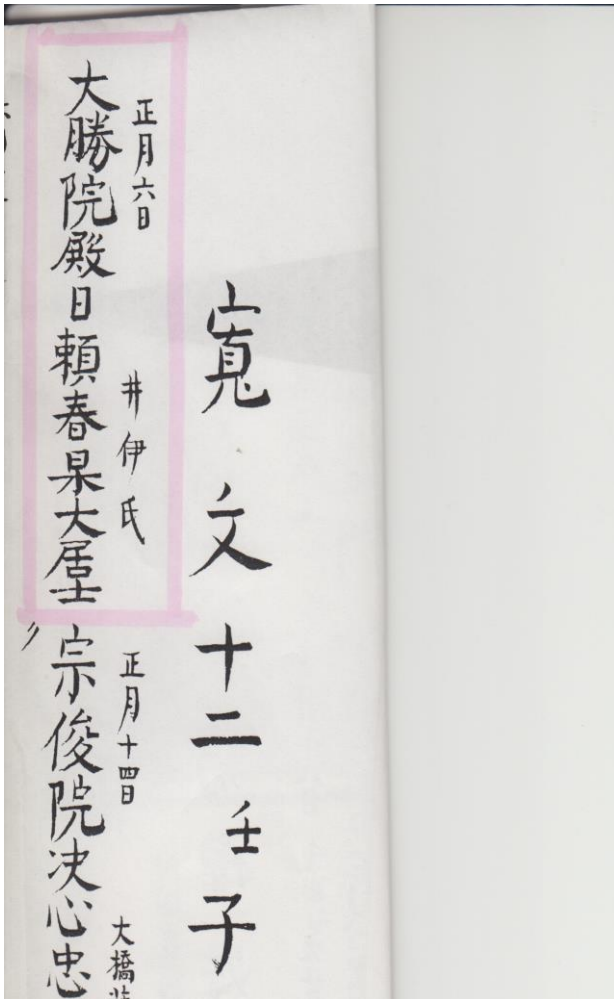 寛文十二壬子
正月六日
井伊氏
大勝院殿日頼春杲大居士
正月十四日
大橋
宗俊院决心忠